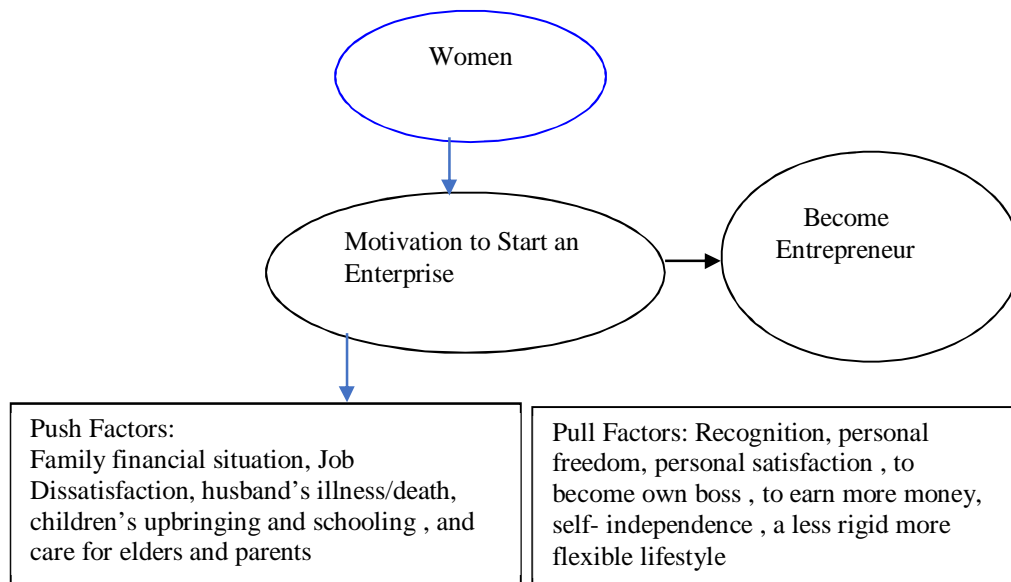 Women
Motivation to Start an
Enterprise
Become
Entrepreneur
Push Factors:
Family financial situation, Job
Dissatisfaction, husband's illness/death,
children's upbringing and schooling , and
care for elders and parents
Pull Factors: Recognition, personal
freedom, personal satisfaction , to
become own boss , to earn more money,
self- independence , a less rigid more
flexible lifestyle